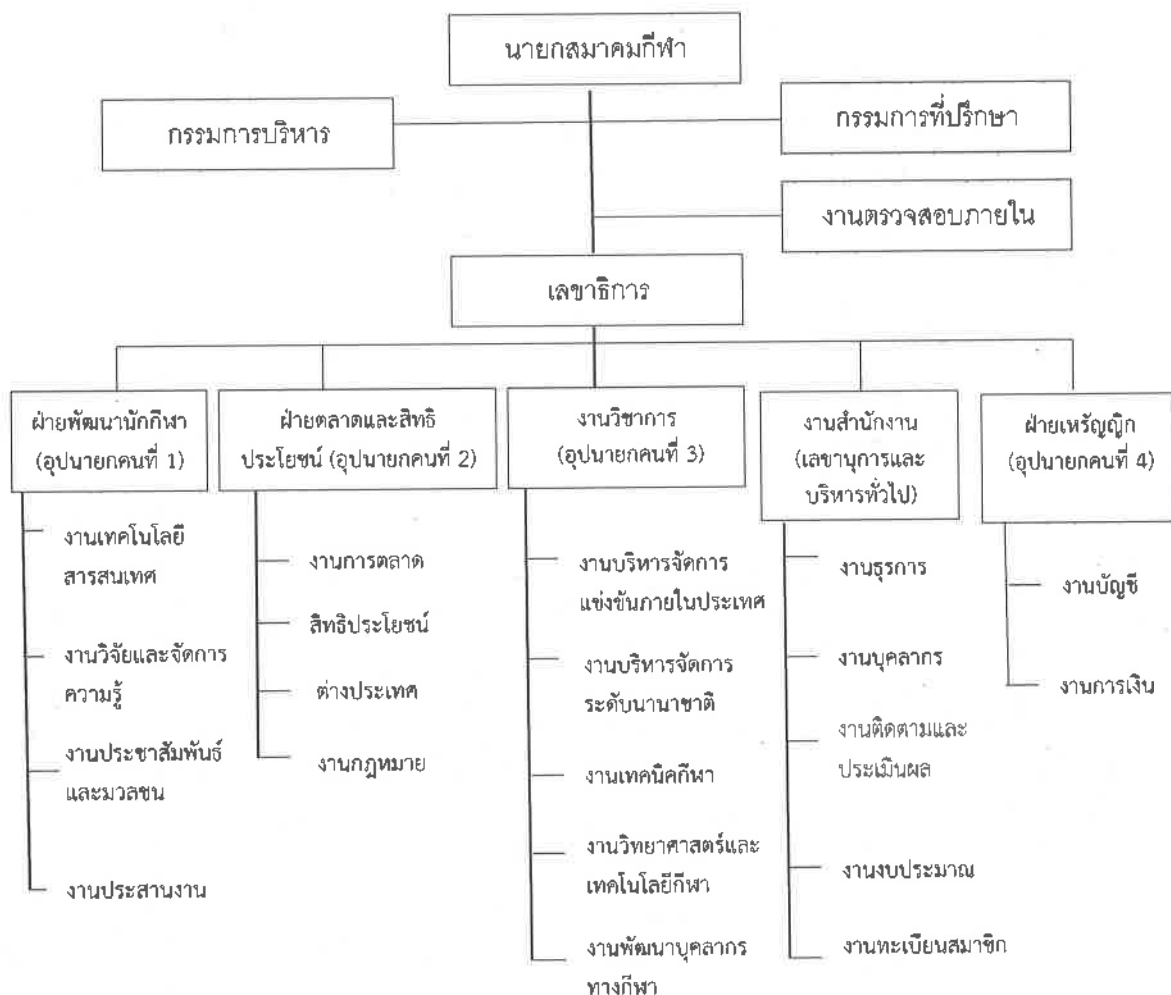 นายกสมาคมกีฬา
กรรมการบริหาร
กรรมการที่ปรึกษา
งานตรวจสอบภายใน
เลขาธิการ
ฝ่ายพัฒนานักกีฬา
(อุปนายกคนที่ 1)
งานเทคโนโลยี
สารสนเทศ
งานวิจัยและจัดการ
ความรู้
งานประชาสัมพันธ์
และมวลชน
งานประสานงาน
ฝ่ายตลาดและสิทธิ
ประโยชน์ (อุปนายกคนที่ 2)
งานการตลาด
สิทธิประโยชน์
ต่างประเทศ
งานกฎหมาย
งานวิชาการ
(อุปนายกคนที่ 3)
งานบริหารจัดการ
แข่งขันภายในประเทศ
งานบริหารจัดการ
ระดับนานาชาติ
งานเทคนิคกีฬา
งานวิทยาศาสตร์และ
เทคโนโลยีกีฬา
งานพัฒนาบุคลากร
ทางกีฬา
งานสำนักงาน
(เลขานุการและ
บริหารทั่วไป)
งานธุรการ
งานบุคลากร
งานติดตามและ
ประเมินผล
งานงบประมาณ
งานทะเบียนสมาชิก
ฝ่ายเหรัญญิก
(อุปนายกคนที่ 4)
งานบัญชี
งานการเงิน